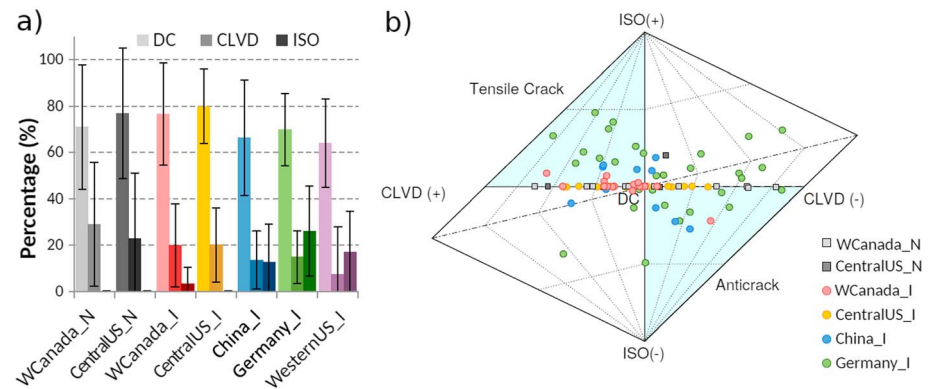 a)
DC CLVD ISO
Percentage (%)
100
80
60
40
20
0
WCanada_N
CentralUS_N
WCanada_I
CentralUS_I
China_I
Germany_I
WesternUS_I
b)
ISO(+)
Tensile Crack
CLVD (+)
DC
CLVD (-)
Anticrack
ISO(-)
WCanada_N
CentralUS_N
WCanada_I
CentralUS_I
China_I
Germany_I